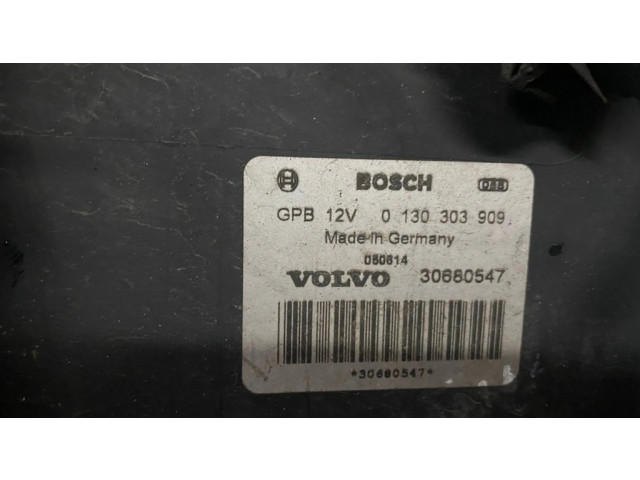 BOSCH
GPB 12V 0 130 303 909
Made in Germany
050614
VOLVO 30680547
*30680547*